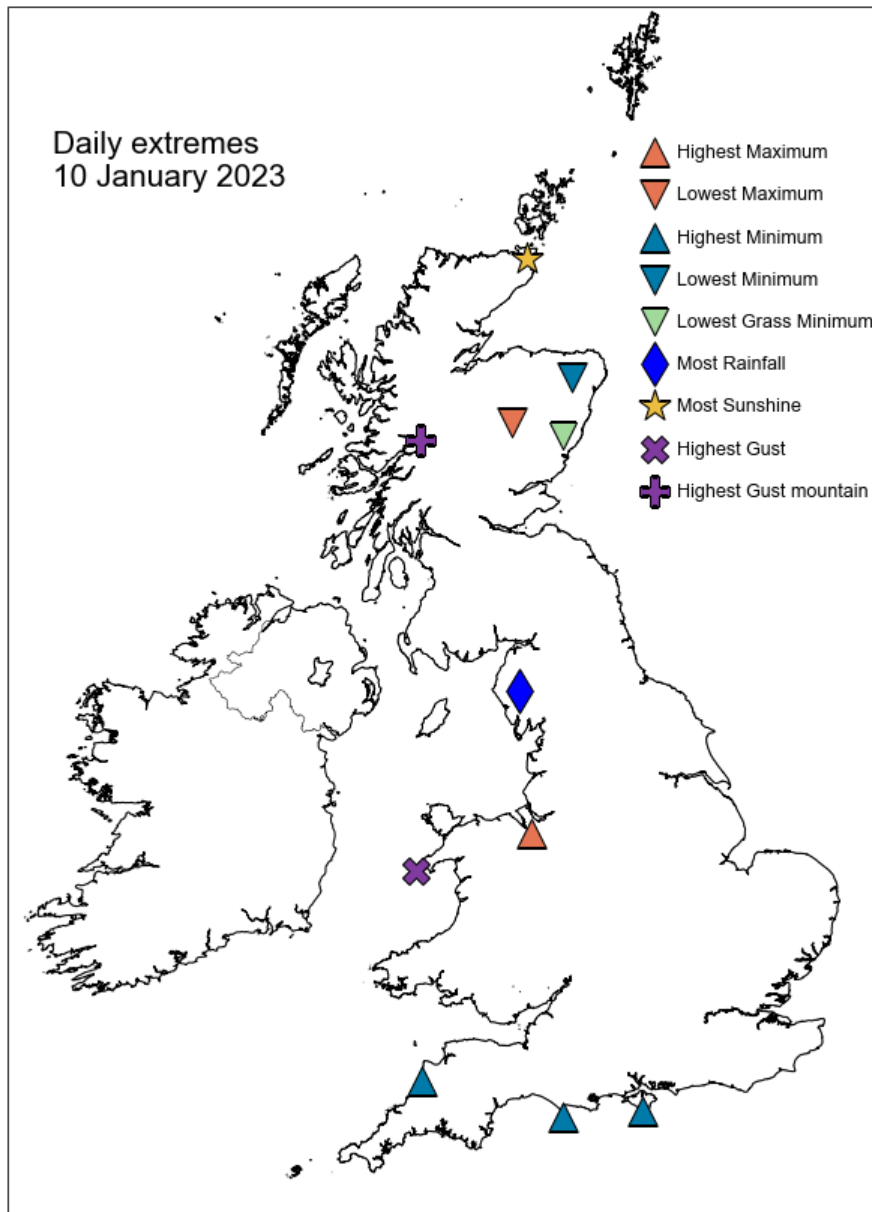 Daily extremes
10 January 2023
Highest Maximum
Lowest Maximum
Highest Minimum
Lowest Minimum
Lowest Grass Minimum
Most Rainfall
Most Sunshine
Highest Gust
Highest Gust mountain